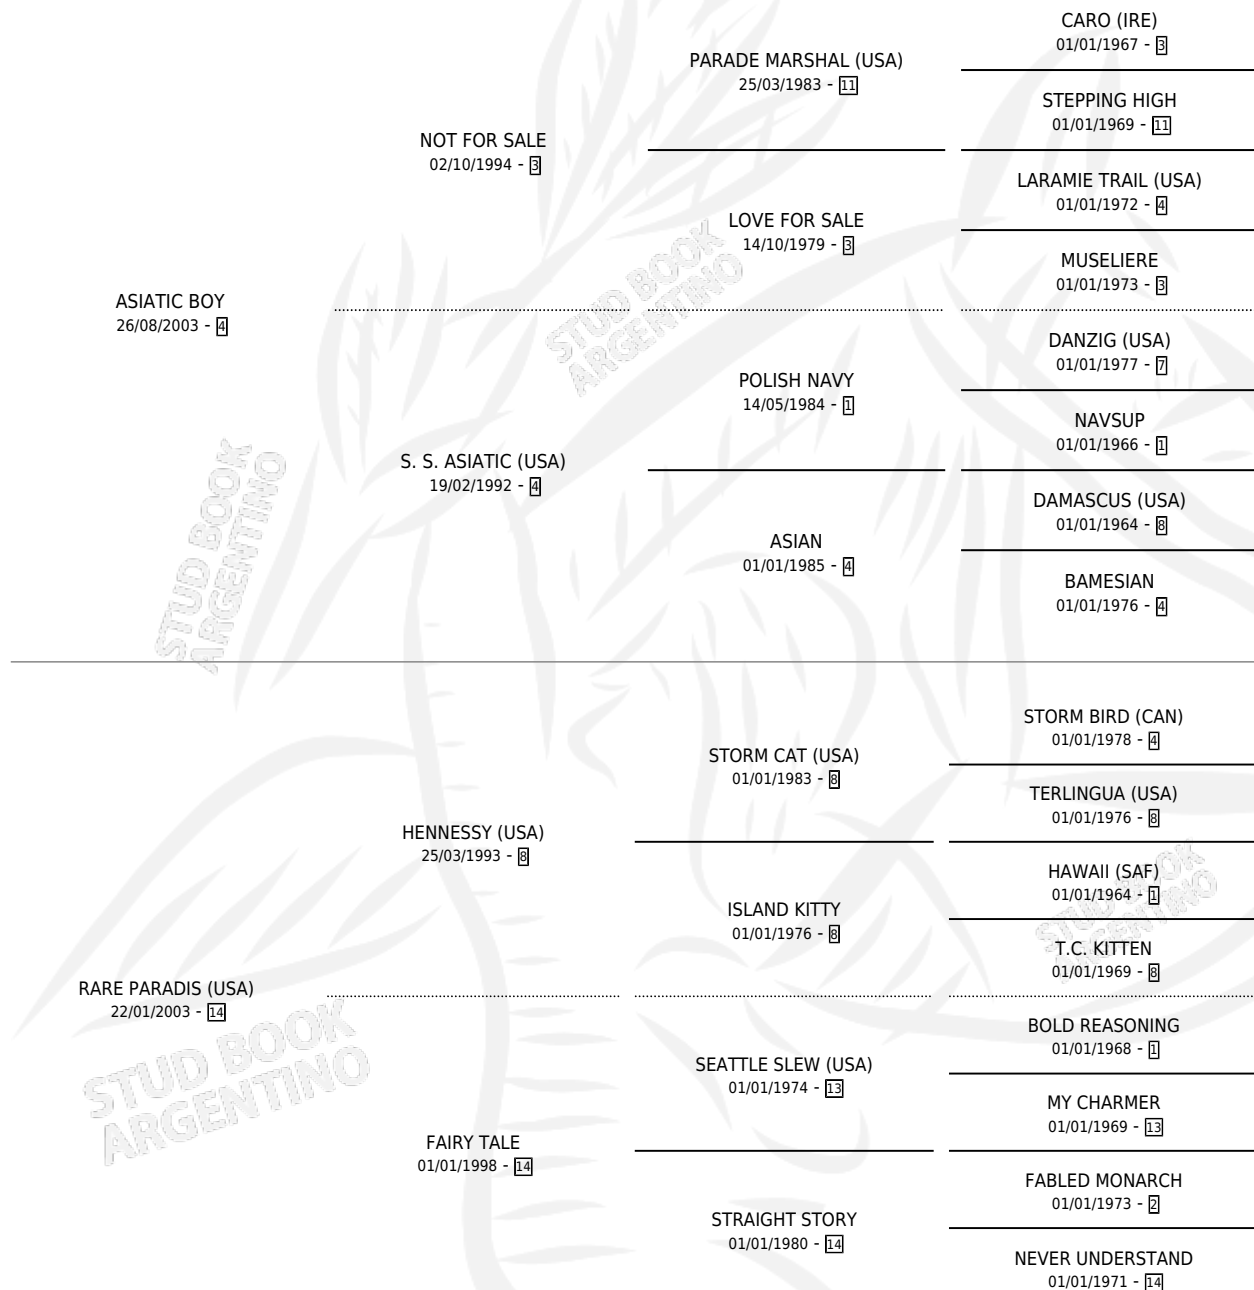 ASIATIC BOY
26/08/2003 - 4
NOT FOR SALE
02/10/1994 - 3
S. S. ASIATIC (USA)
19/02/1992 - 4
PARADE MARSHAL (USA)
25/03/1983 - 11
LOVE FOR SALE
14/10/1979 - 3
POLISH NAVY
14/05/1984 - 1
ASIAN
01/01/1985 - 4
CARO (IRE)
01/01/1967 - 3
STEPPING HIGH
01/01/1969 - 11
LARAMIE TRAIL (USA)
01/01/1972 - 4
MUSELIERE
01/01/1973 - 3
DANZIG (USA)
01/01/1977 - 7
NAVSUP
01/01/1966 - 1
DAMASCUS (USA)
01/01/1964 - 8
BAMESIAN
01/01/1976 - 4
STUD BOOK
ARGENTINO
STUD BOOK
ARGENTINO
RARE PARADIS (USA)
22/01/2003 - 14
HENNESSY (USA)
25/03/1993 - 8
FAIRY TALE
01/01/1998 - 14
STORM CAT (USA)
01/01/1983 - 8
ISLAND KITTY
01/01/1976 - 8
SEATTLE SLEW (USA)
01/01/1974 - 13
STRAIGHT STORY
01/01/1980 - 14
STORM BIRD (CAN)
01/01/1978 - 4
TERLINGUA (USA)
01/01/1976 - 8
HAWAII (SAF)
01/01/1964 - 1
T.C. KITTEN
01/01/1969 - 8
BOLD REASONING
01/01/1968 - 1
MY CHARMER
01/01/1969 - 13
FABLED MONARCH
01/01/1973 - 2
NEVER UNDERSTAND
01/01/1971 - 14
STUD BOOK
ARGENTINO
STUD BOOK
ARGENTINO